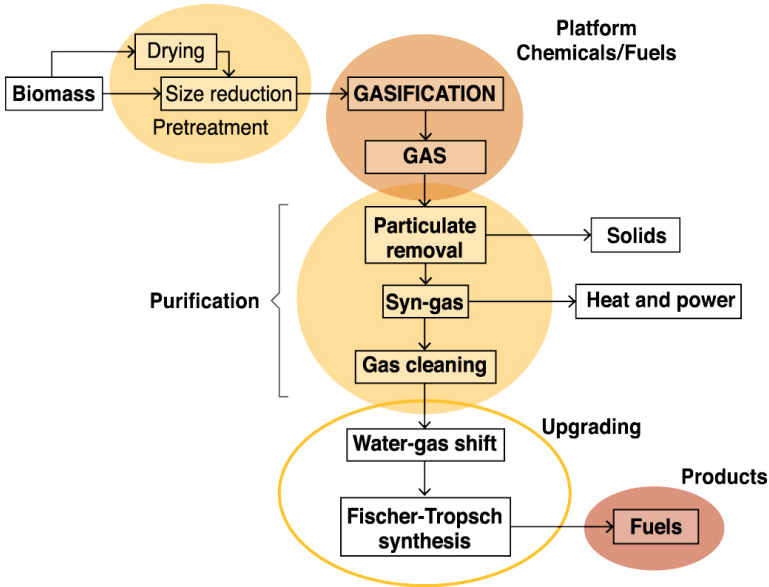 Platform
Chemicals/Fuels
Drying
Biomass
Size reduction
GASIFICATION
Pretreatment
GAS
Particulate
removal
Solids
Purification
Syn-gas
Heat and power
Gas cleaning
Upgrading
Water-gas shift
Products
Fischer-Tropsch
synthesis
Fuels